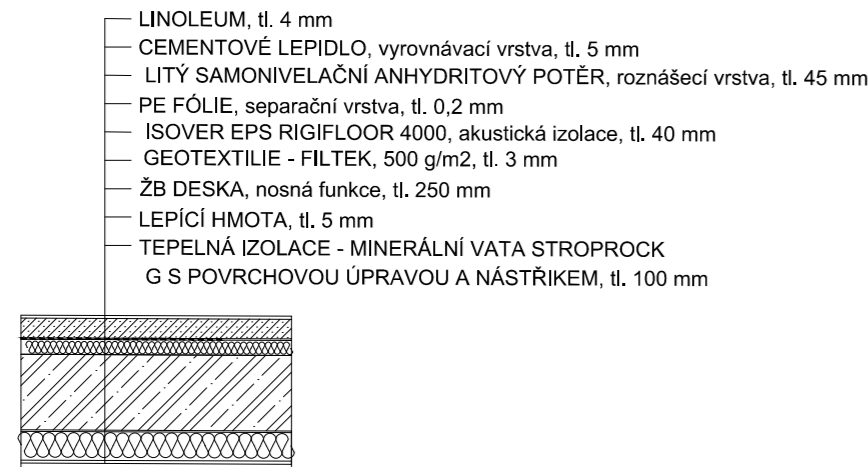 LINOLEUM, tl. 4 mm
CEMENTOVÉ LEPIDLO, vyrovnávací vrstva, tl. 5 mm
LITÝ SAMONIVELAČNÍ ANHYDRITOVÝ POTĚR, roznášecí vrstva, tl. 45 mm
PE FÓLIE, separační vrstva, tl. 0,2 mm
ISOVER EPS RIGIFLOOR 4000, akustická izolace, tl. 40 mm
GEOTEXTILIE - FILTEK, 500 g/m2, tl. 3 mm
ŽB DESKA, nosná funkce, tl. 250 mm
LEPÍCÍ HMOTA, tl. 5 mm
TEPELNÁ IZOLACE - MINERÁLNÍ VATA STROPROCK
G S POVRCHOVOU ÚPRAVOU A NÁSTŘIKEM, tl. 100 mm